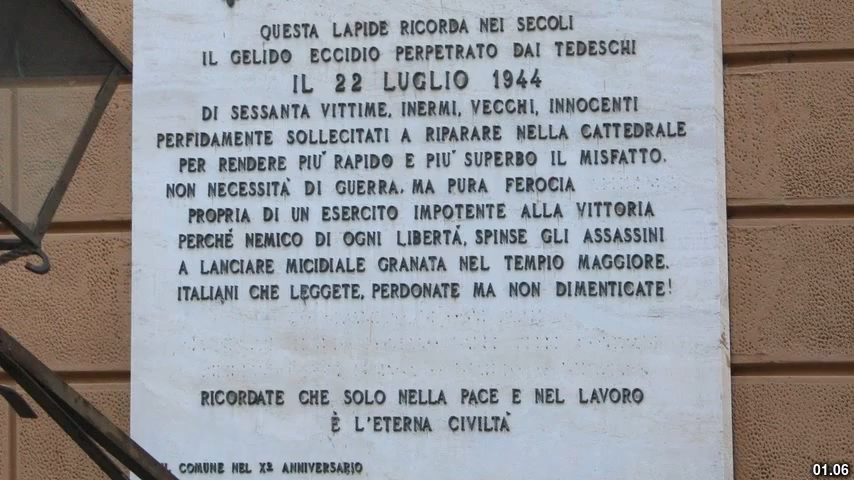 QUESTA LAPIDE RICORDA NEI SECOLI
IL GELIDO ECCIDIO PERPETRATO DAI TEDESCHI
IL 22 LUGLIO 1944
DI SESSANTA VITTIME, INERMI, VECCHI, INNOCENTI
PERFIDAMENTE SOLLECITATI A RIPARARE NELLA CATTEDRALE
PER RENDERE PIU' RAPIDO E PIU' SUPERBO IL MISFATTO.
NON NECESSITA' DI GUERRA, MA PURA FEROCIA
PROPRIA DI UN ESERCITO IMPOTENTE ALLA VITTORIA
PERCHÉ NEMICO DI OGNI LIBERTÁ, SPINSE GLI ASSASSINI
A LANCIARE MICIDIALE GRANATA NEL TEMPIO MAGGIORE.
ITALIANI CHE LEGGETE, PERDONATE MA NON DIMENTICATE!
RICORDATE CHE SOLO NELLA PACE E NEL LAVORO
È L'ETERNA CIVILTÀ
COMUNE NEL Xº ANNIVERSARIO
01.06